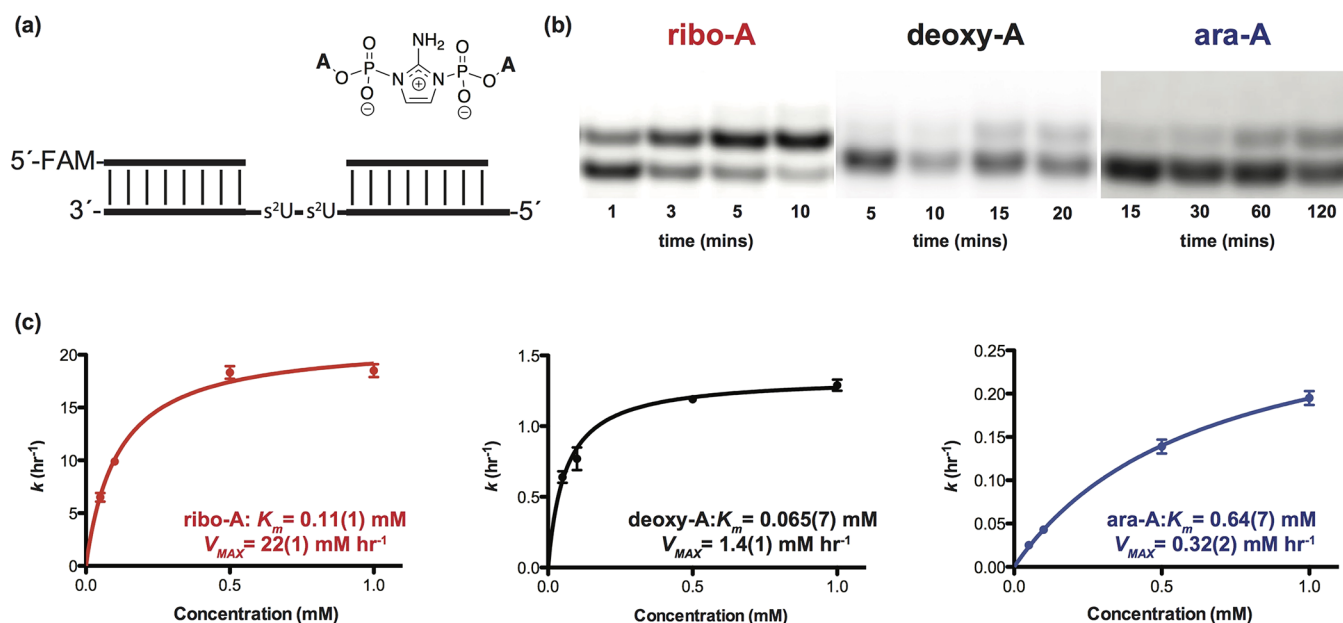 (a)
NH₂
A O P O O⊖ N ⊕ N P O O⊖ O A
5´-FAM-
3´- s²U s²U -5´
(b)
ribo-A deoxy-A ara-A
1 3 5 10 5 10 15 20 15 30 60 120
time (mins) time (mins) time (mins)
(c)
20
15
10
5
0
k (hr⁻¹)
0.0 0.5 1.0
Concentration (mM)
ribo-A: Kₘ= 0.11(1) mM
V_MAX= 22(1) mM hr⁻¹
1.5
1.0
0.5
0.0
k (hr⁻¹)
0.0 0.5 1.0
Concentration (mM)
deoxy-A:Kₘ= 0.065(7) mM
V_MAX= 1.4(1) mM hr⁻¹
0.25
0.20
0.15
0.10
0.05
0.00
k (hr⁻¹)
0.0 0.5 1.0
Concentration (mM)
ara-A: Kₘ= 0.64(7) mM
V_MAX= 0.32(2) mM hr⁻¹